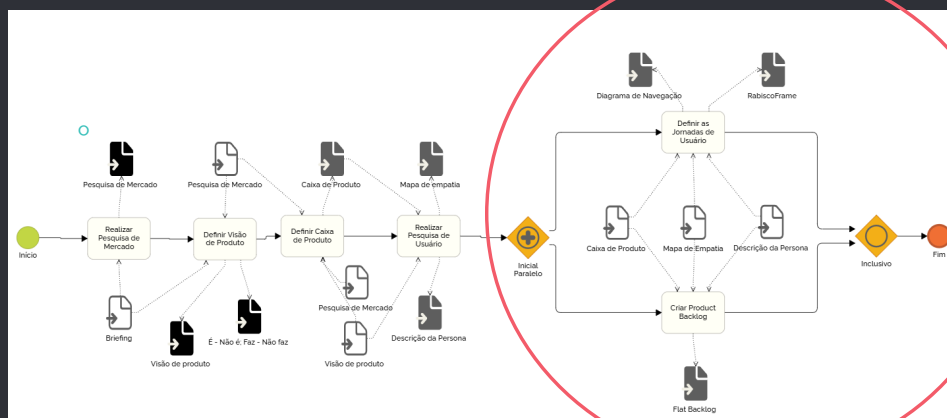 Diagrama de Navegação
RabiscoFrame
Definir as
Jornadas de
Usuário
Pesquisa de Mercado
Pesquisa de Mercado
Caixa de Produto
Mapa de empatia
Realizar
Pesquisa de
Mercado
Definir Visão
de Produto
Definir Caixa
de Produto
Realizar
Pesquisa de
Usuário
Início
Inicial
Paralelo
Caixa de Produto
Mapa de Empatia
Descrição da Persona
Inclusivo
Fim
Pesquisa de Mercado
Briefing
Visão de produto
É - Não é; Faz - Não faz
Visão de produto
Descrição da Persona
Criar Product
Backlog
Flat Backlog